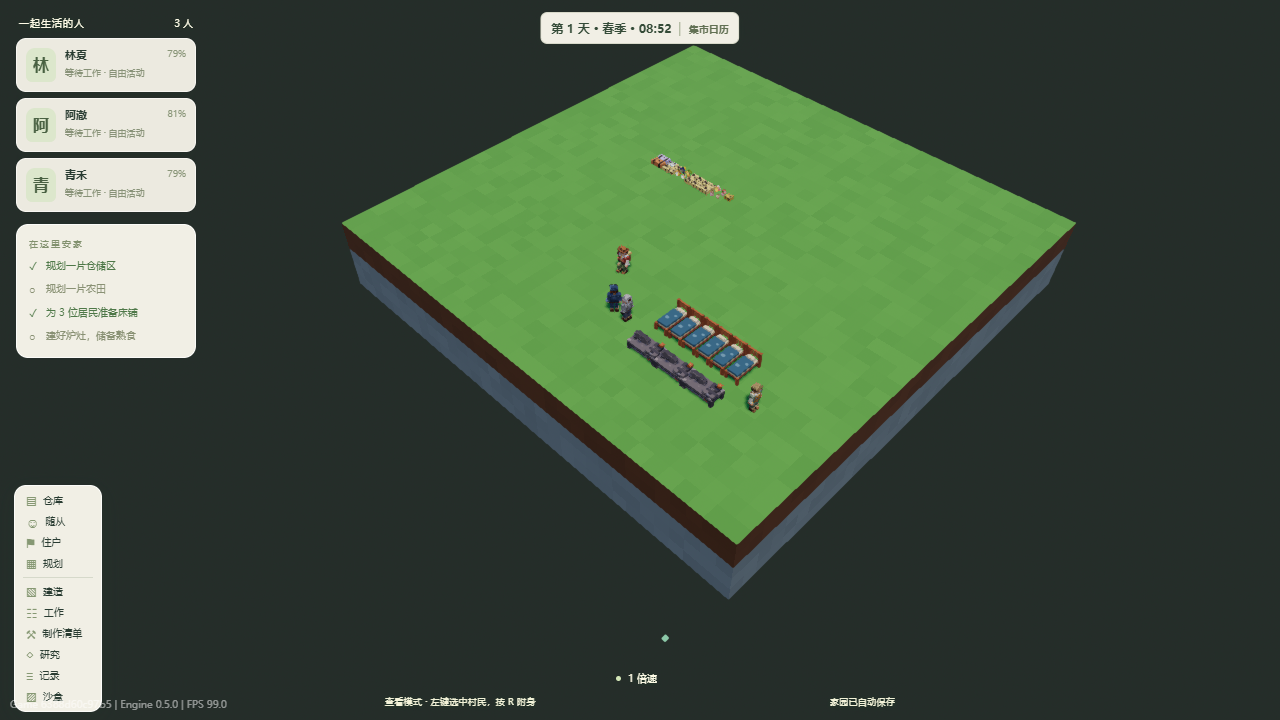 一起生活的人 3 人
林 林夏 79%
等待工作 · 自由活动
阿 阿澈 81%
等待工作 · 自由活动
青 青禾 79%
等待工作 · 自由活动
在这里安家
✓ 规划一片仓储区
○ 规划一片农田
✓ 为 3 位居民准备床铺
○ 建好炉灶，储备熟食
第 1 天 • 春季 • 08:52 | 集市日历
仓库
随从
住户
规划
建造
工作
制作清单
研究
记录
沙盒
| Engine 0.5.0 | FPS 99.0
• 1 倍速
查看模式 · 左键选中村民，按 R 附身
家园已自动保存